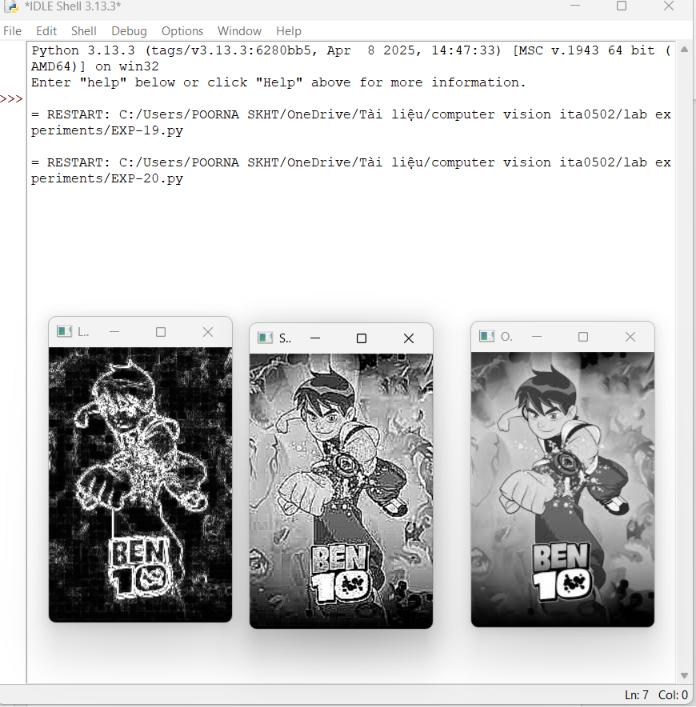 *IDLE Shell 3.13.3*
File Edit Shell Debug Options Window Help
Python 3.13.3 (tags/v3.13.3:6280bb5, Apr  8 2025, 14:47:33) [MSC v.1943 64 bit (
AMD64)] on win32
Enter "help" below or click "Help" above for more information.
>>>
= RESTART: C:/Users/POORNA SKHT/OneDrive/Tài liệu/computer vision ita0502/lab ex
periments/EXP-19.py
= RESTART: C:/Users/POORNA SKHT/OneDrive/Tài liệu/computer vision ita0502/lab ex
periments/EXP-20.py
L..
S..
O.
BEN
10
BEN
10
BEN
10
Ln: 7 Col: 0